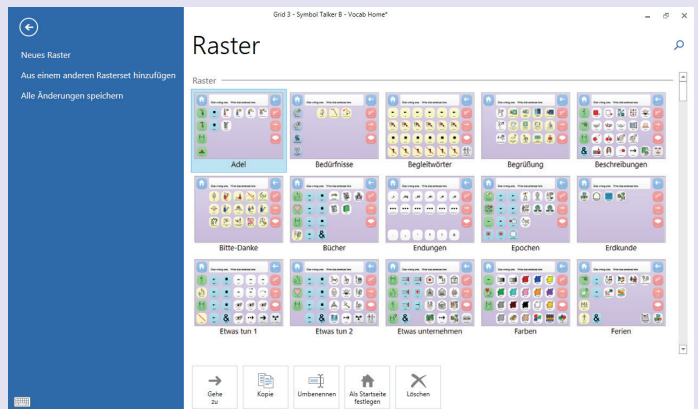 Grid 3 - Symbol Talker B - Vocab Home*
Neues Raster
Aus einem anderen Rasterset hinzufügen
Alle Änderungen speichern
Raster
Raster
Adel
Bedürfnisse
Begleitwörter
Begrüßung
Beschreibungen
Bitte-Danke
Bücher
Endungen
Epochen
Erdkunde
Etwas tun 1
Etwas tun 2
Etwas unternehmen
Farben
Ferien
Gehe
zu
Kopie
Umbenennen
Als Startseite
festlegen
Löschen